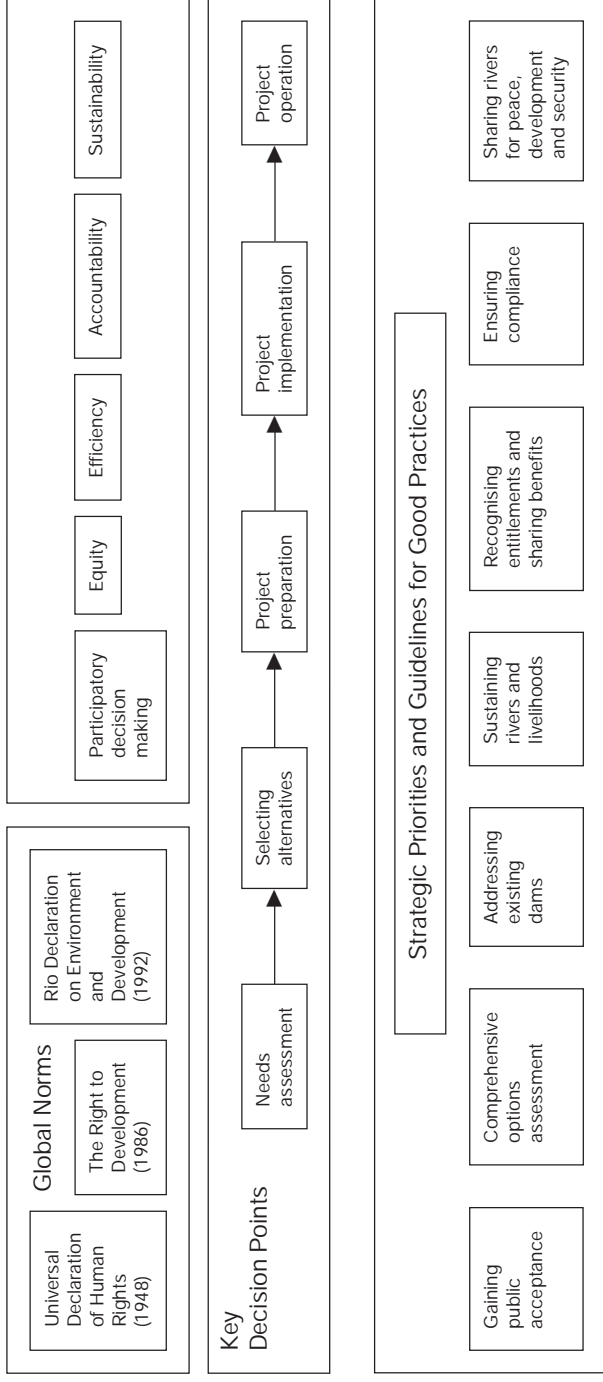 Global Norms
Universal
Declaration
of Human
Rights
(1948)
The Right to
Development
(1986)
Rio Declaration
on Environment
and
Development
(1992)
Participatory
decision
making
Equity
Efficiency
Accountability
Sustainability
Key
Decision Points
Needs
assessment
Selecting
alternatives
Project
preparation
Project
implementation
Project
operation
Strategic Priorities and Guidelines for Good Practices
Gaining
public
acceptance
Comprehensive
options
assessment
Addressing
existing
dams
Sustaining
rivers and
livelihoods
Recognising
entitlements and
sharing benefits
Ensuring
compliance
Sharing rivers
for peace,
development
and security